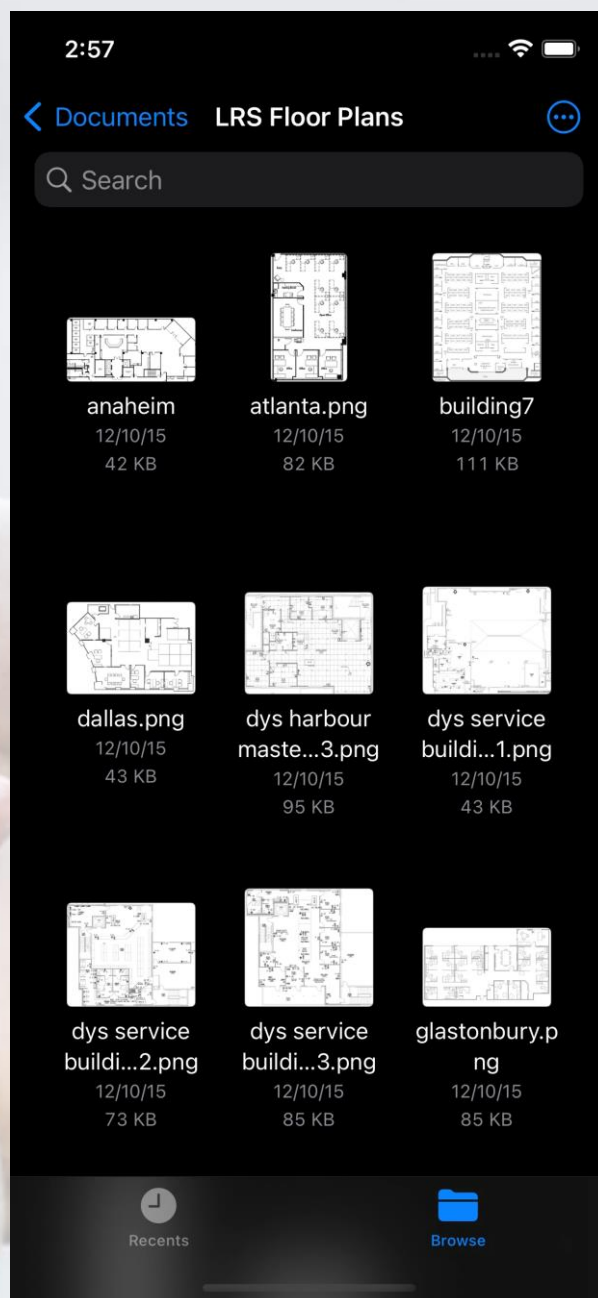 2:57
Documents LRS Floor Plans
Search
anaheim atlanta.png building7
12/10/15 12/10/15 12/10/15
42 KB 82 KB 111 KB
dallas.png dys harbour dys service
12/10/15 maste...3.png buildi...1.png
43 KB 12/10/15 12/10/15
95 KB 43 KB
dys service dys service glastonbury.p
buildi...2.png buildi...3.png ng
12/10/15 12/10/15 12/10/15
73 KB 85 KB 85 KB
Recents Browse